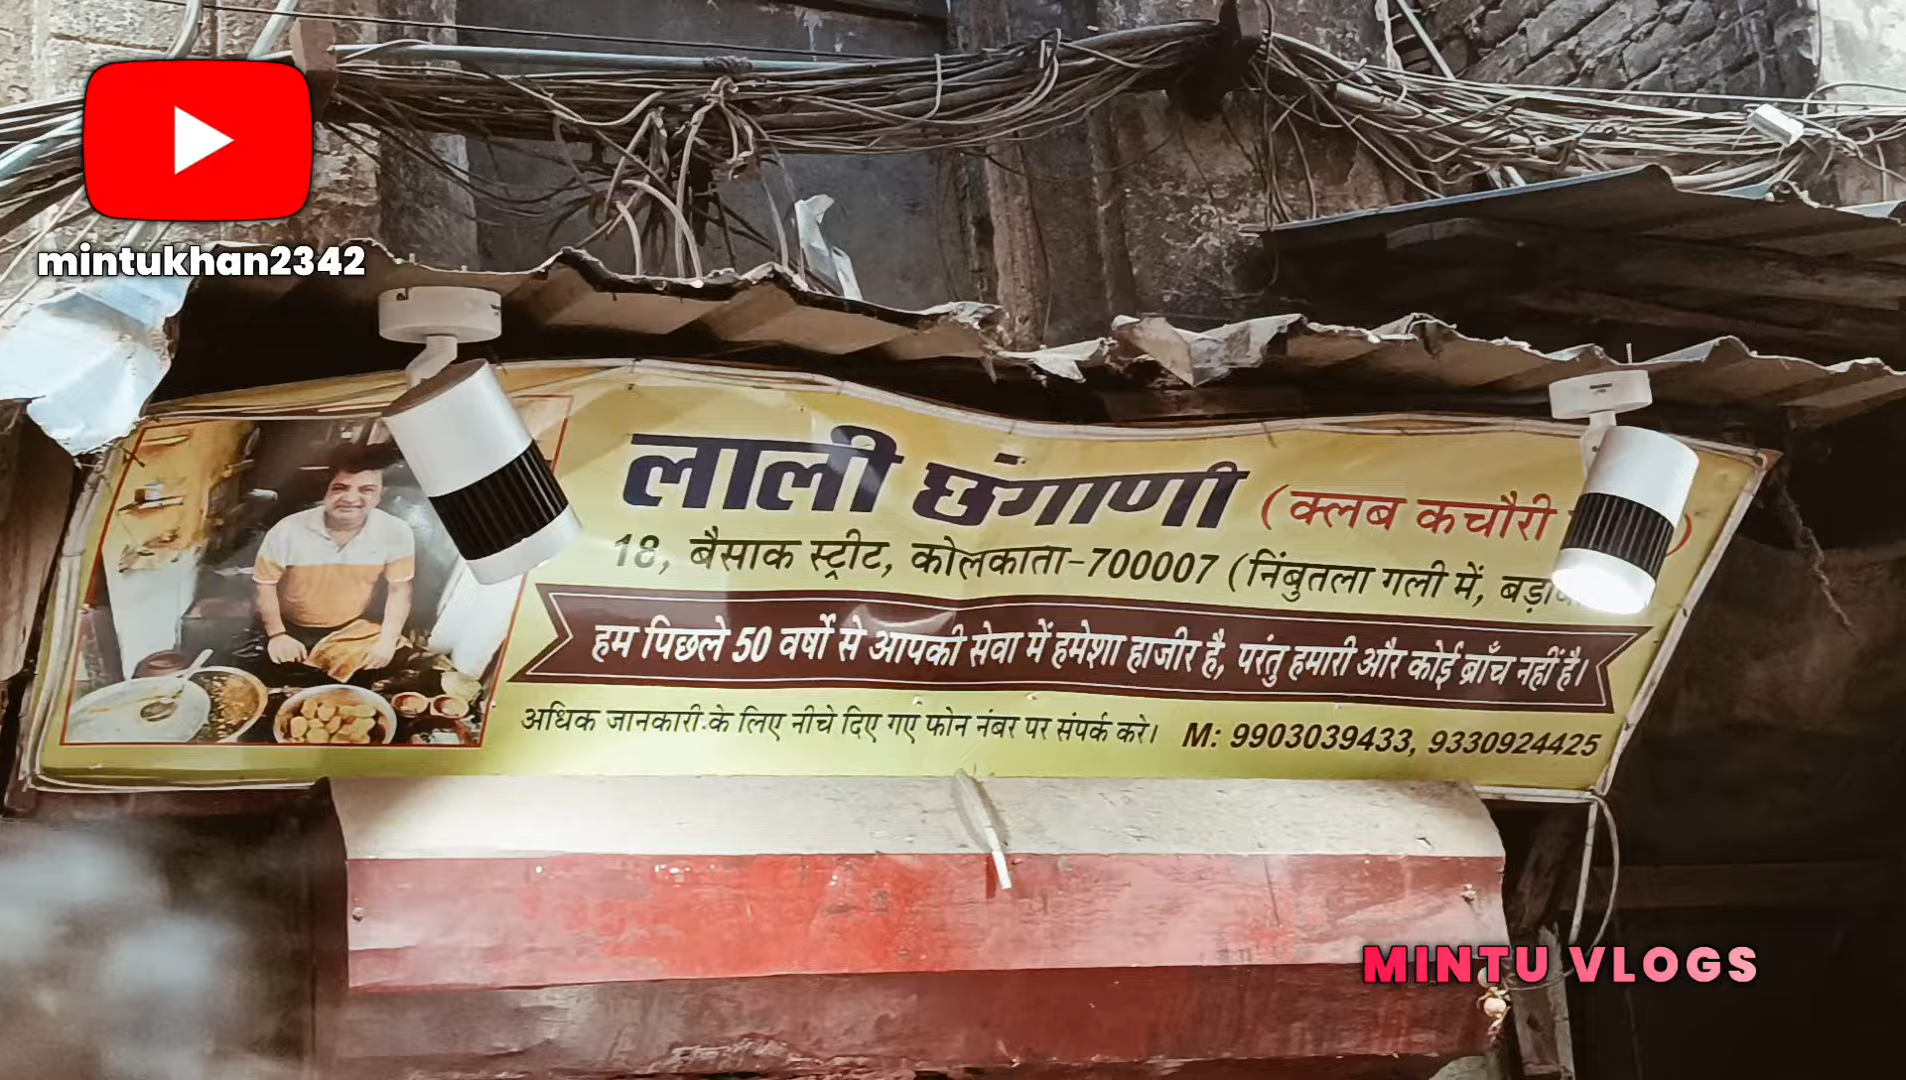 mintukhan2342
लाली छंगाणी (क्लब कचौरी )
18, बैसाक स्ट्रीट, कोलकाता-700007 (निंबुतला गली में,
हम पिछले 50 वर्षो से आपकी सेवा में हमेशा हाजीर है, परंतु हमारी और कोई ब्राँच नहीं है।
अधिक जानकारी के लिए नीचे दिए गए फोन नंबर पर संपर्क करे। M: 9903039433, 9330924425
MINTU VLOGS